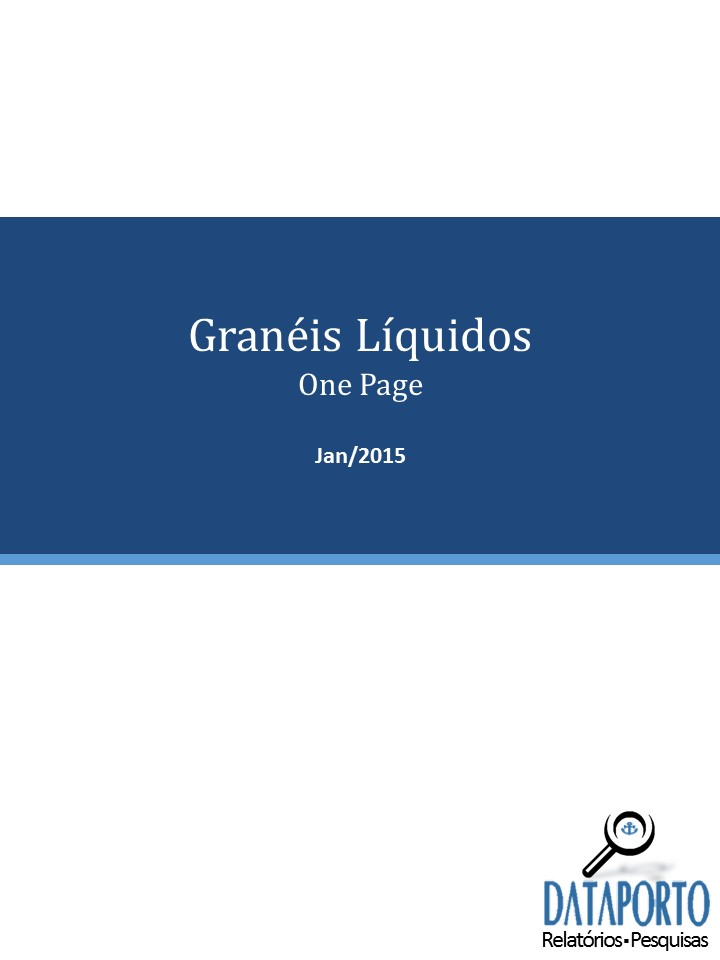 Granéis Líquidos
One Page
Jan/2015
DATAPORTO
Relatórios▪Pesquisas